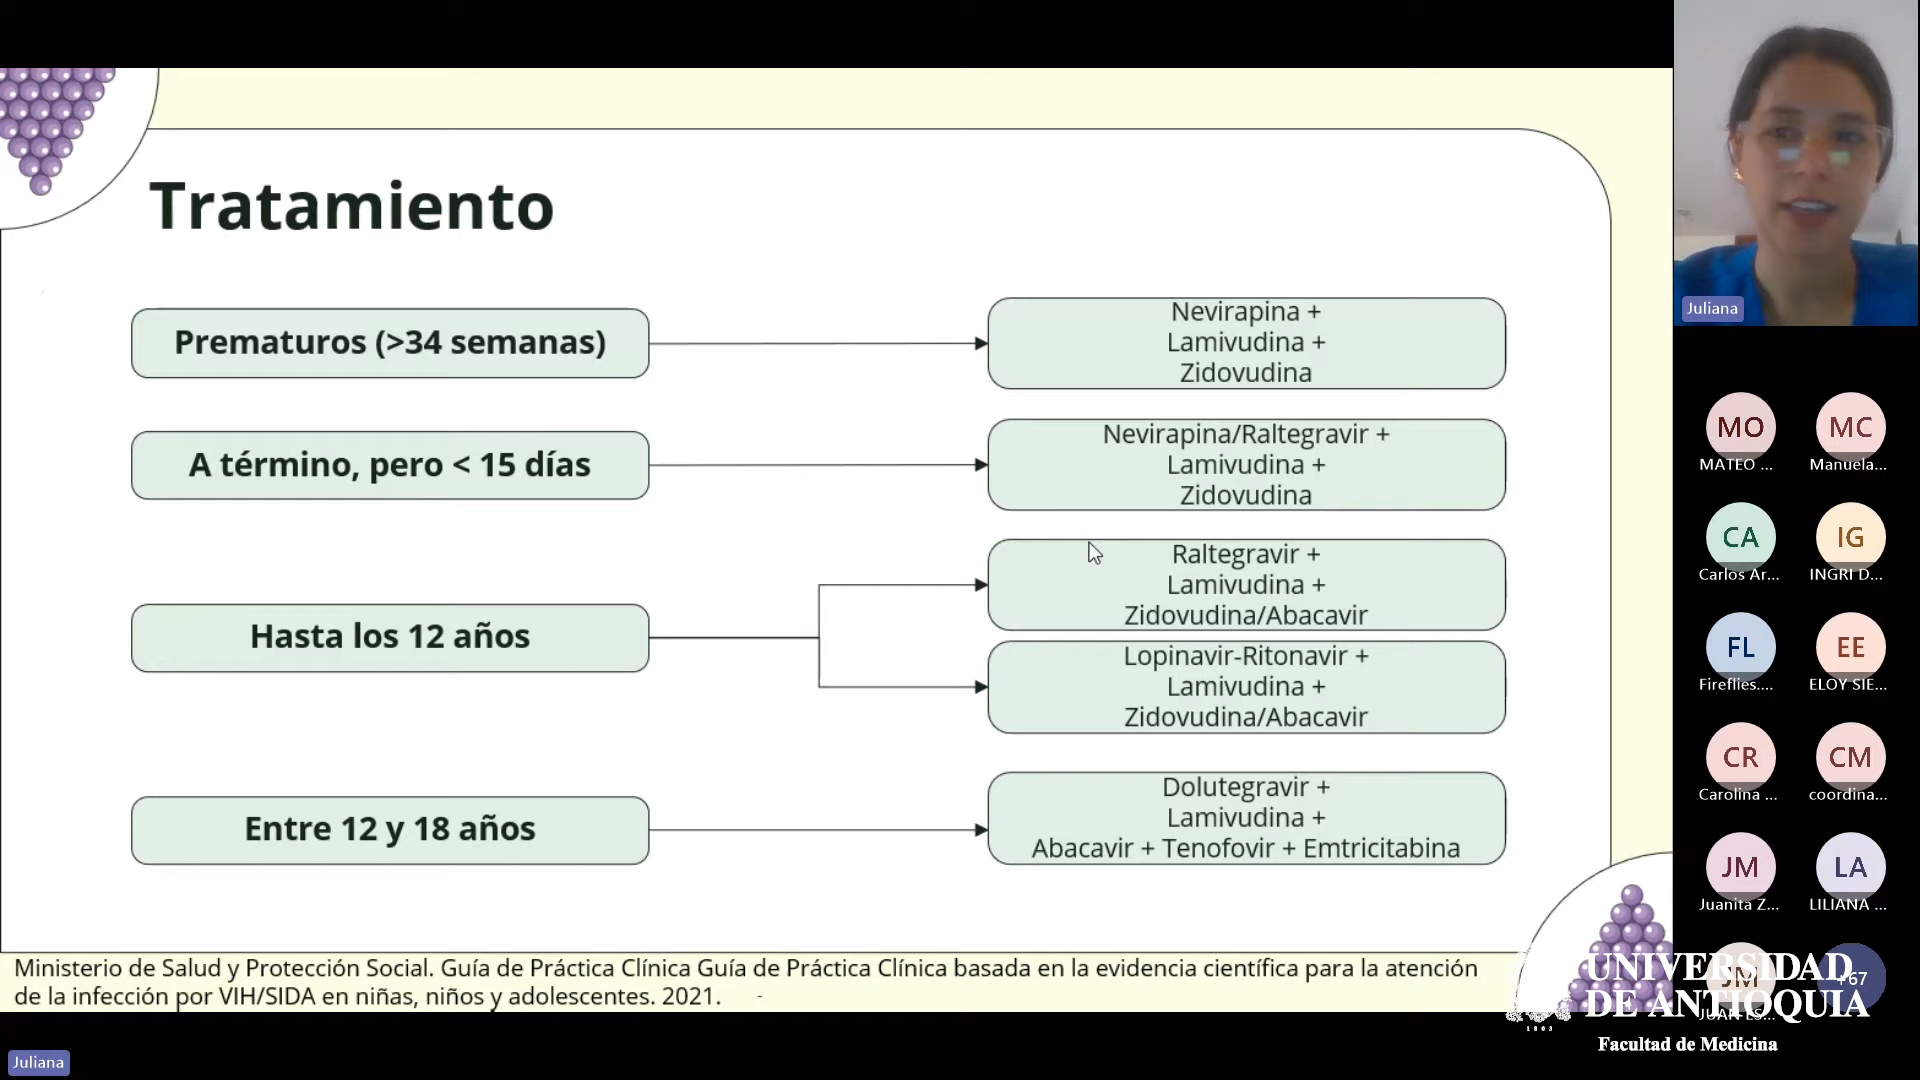 Tratamiento
Prematuros (>34 semanas)
Nevirapina +
Lamivudina +
Zidovudina
A término, pero < 15 días
Nevirapina/Raltegravir +
Lamivudina +
Zidovudina
Hasta los 12 años
Raltegravir +
Lamivudina +
Zidovudina/Abacavir
Lopinavir-Ritonavir +
Lamivudina +
Zidovudina/Abacavir
Entre 12 y 18 años
Dolutegravir +
Lamivudina +
Abacavir + Tenofovir + Emtricitabina
Ministerio de Salud y Protección Social. Guía de Práctica Clínica Guía de Práctica Clínica basada en la evidencia científica para la atención
de la infección por VIH/SIDA en niñas, niños y adolescentes. 2021.
Juliana
Juliana
MO
MC
MATEO ...
Manuela...
CA
IG
Carlos Ar...
INGRI D...
FL
EE
Fireflies....
ELOY SIE...
CR
CM
Carolina ...
coordina...
JM
LA
Juanita Z...
LILIANA ...
JM
+67
JUAN ES...
UNIVERSIDAD
DE ANTIOQUIA
1803
Facultad de Medicina